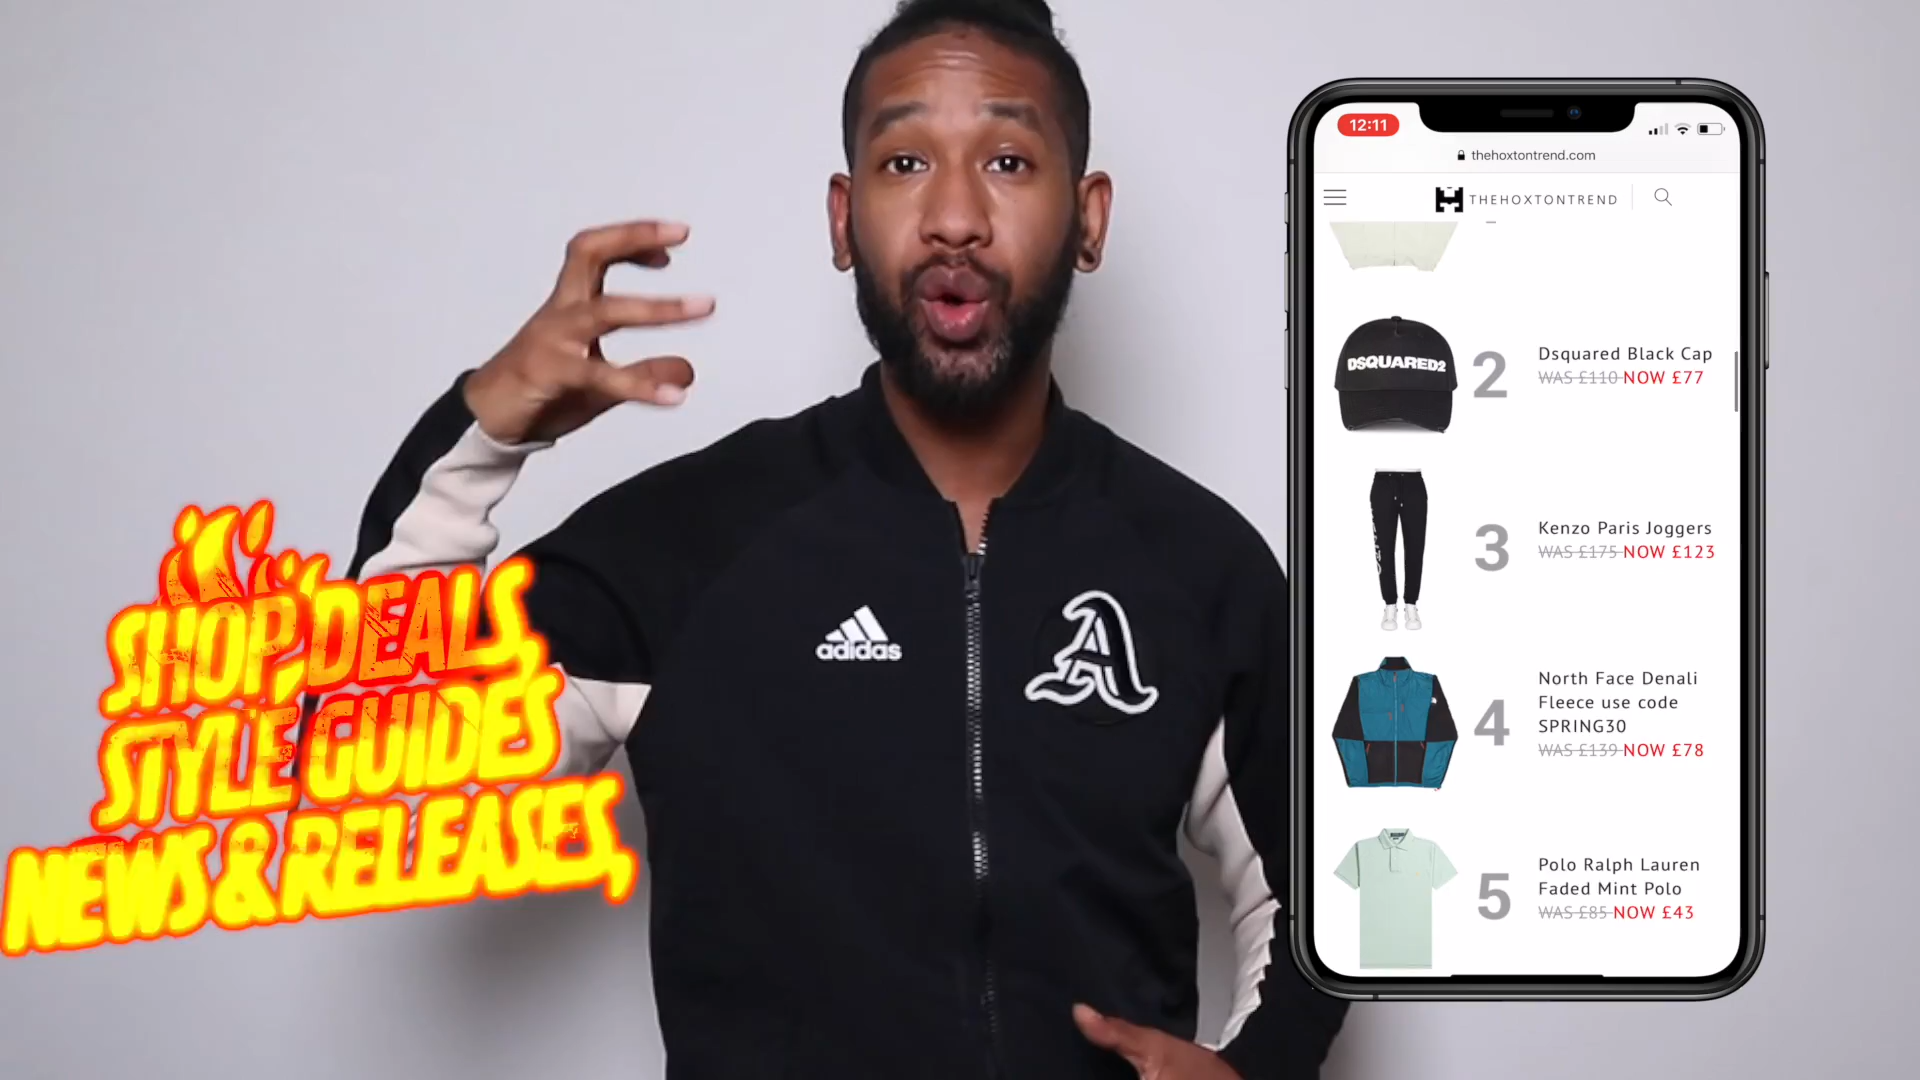 SHOP, DEALS,
STYLE GUIDES
NEWS & RELEASES,
adidas
A
12:11
thehoxtontrend.com
THEHOXTONTREND
DSQUARED2
2
Dsquared Black Cap
WAS £110 NOW £77
3
Kenzo Paris Joggers
WAS £175 NOW £123
4
North Face Denali
Fleece use code
SPRING30
WAS £139 NOW £78
5
Polo Ralph Lauren
Faded Mint Polo
WAS £85 NOW £43